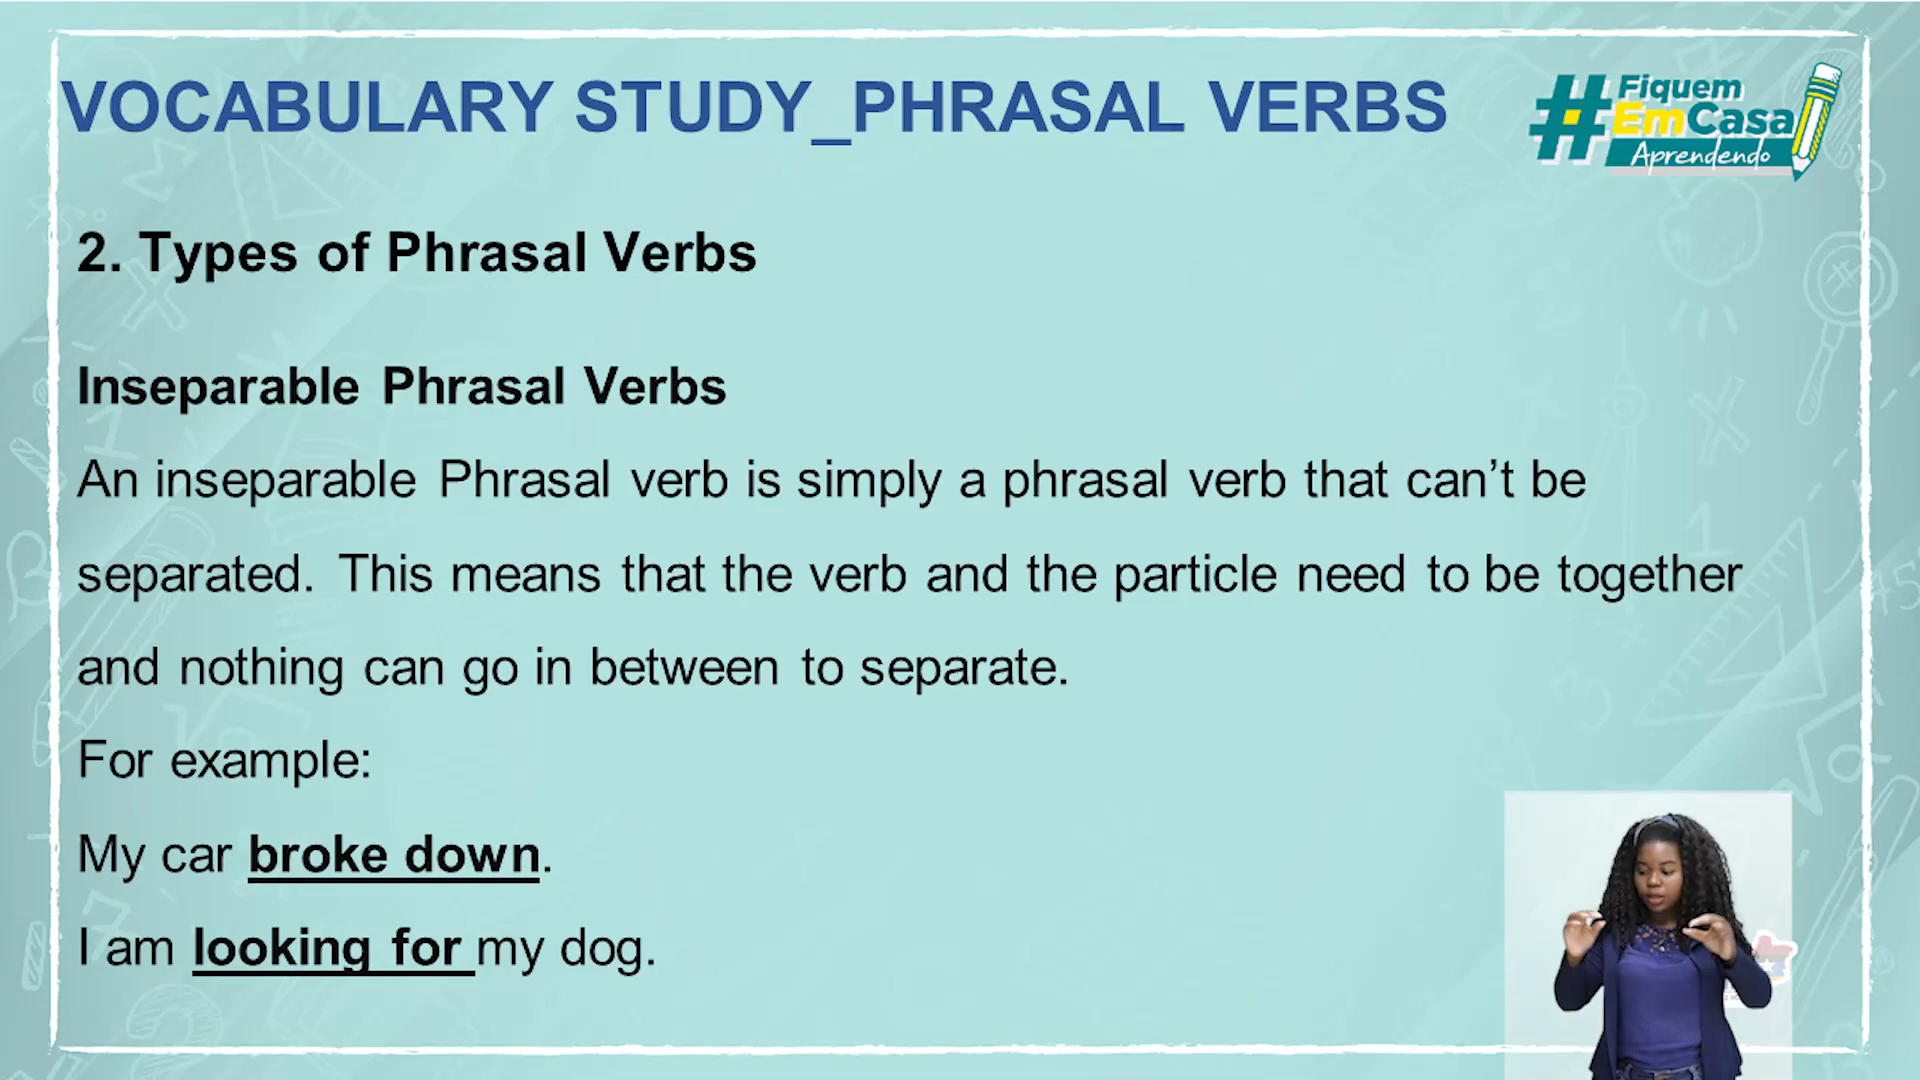 VOCABULARY STUDY_PHRASAL VERBS
#Fiquem
EmCasa
Aprendendo
2. Types of Phrasal Verbs
Inseparable Phrasal Verbs
An inseparable Phrasal verb is simply a phrasal verb that can’t be
separated. This means that the verb and the particle need to be together
and nothing can go in between to separate.
For example:
My car broke down.
I am looking for my dog.